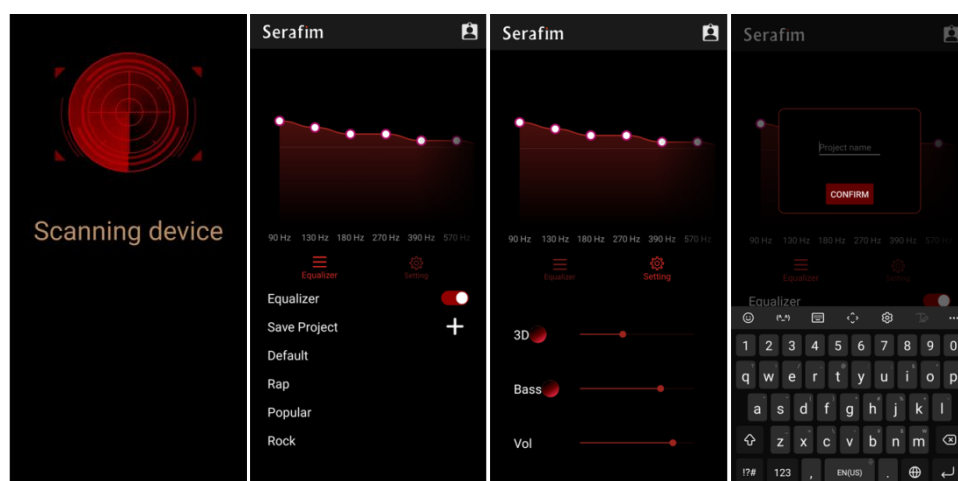 Scanning device
Serafim
90 Hz 130 Hz 180 Hz 270 Hz 390 Hz 570 Hz
Equalizer Setting
Equalizer
Save Project
Default
Rap
Popular
Rock
Serafim
90 Hz 130 Hz 180 Hz 270 Hz 390 Hz 570 Hz
Equalizer Setting
3D
Bass
Vol
Serafim
Project name
CONFIRM
90 Hz 130 Hz 180 Hz 270 Hz 390 Hz 570 Hz
Equalizer Setting
Equalizer
1 2 3 4 5 6 7 8 9 0
q w e r t y u i o p
a s d f g h j k l
z x c v b n m
!?# 123 , EN(US) .